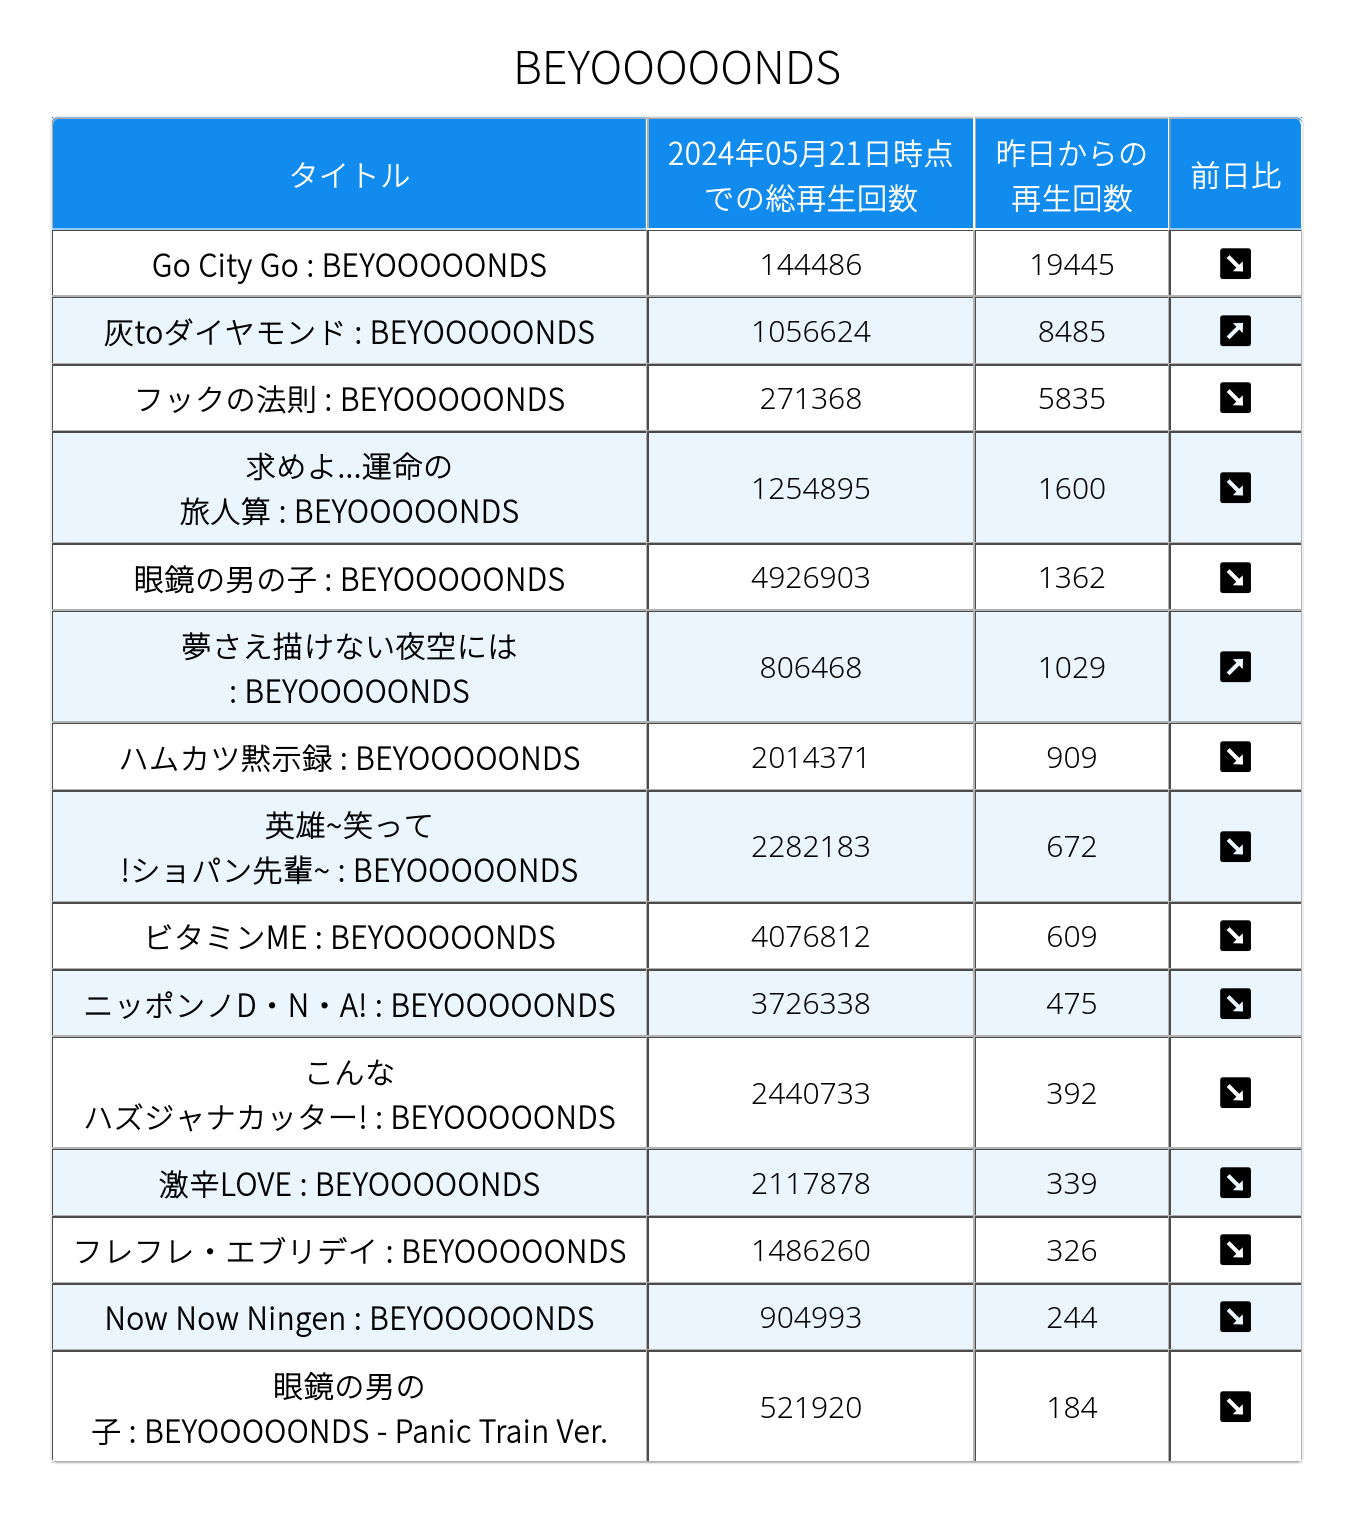 BEYOOOOONDS
タイトル
2024年05月21日時点
での総再生回数
昨日からの
再生回数
前日比
Go City Go : BEYOOOOONDS
144486
19445
灰toダイヤモンド : BEYOOOOONDS
1056624
8485
フックの法則 : BEYOOOOONDS
271368
5835
求めよ...運命の
旅人算 : BEYOOOOONDS
1254895
1600
眼鏡の男の子 : BEYOOOOONDS
4926903
1362
夢さえ描けない夜空には
: BEYOOOOONDS
806468
1029
ハムカツ黙示録 : BEYOOOOONDS
2014371
909
英雄~笑って
!ショパン先輩~ : BEYOOOOONDS
2282183
672
ビタミンME : BEYOOOOONDS
4076812
609
ニッポンノD・N・A! : BEYOOOOONDS
3726338
475
こんな
ハズジャナカッター! : BEYOOOOONDS
2440733
392
激辛LOVE : BEYOOOOONDS
2117878
339
フレフレ・エブリデイ : BEYOOOOONDS
1486260
326
Now Now Ningen : BEYOOOOONDS
904993
244
眼鏡の男の
子 : BEYOOOOONDS - Panic Train Ver.
521920
184